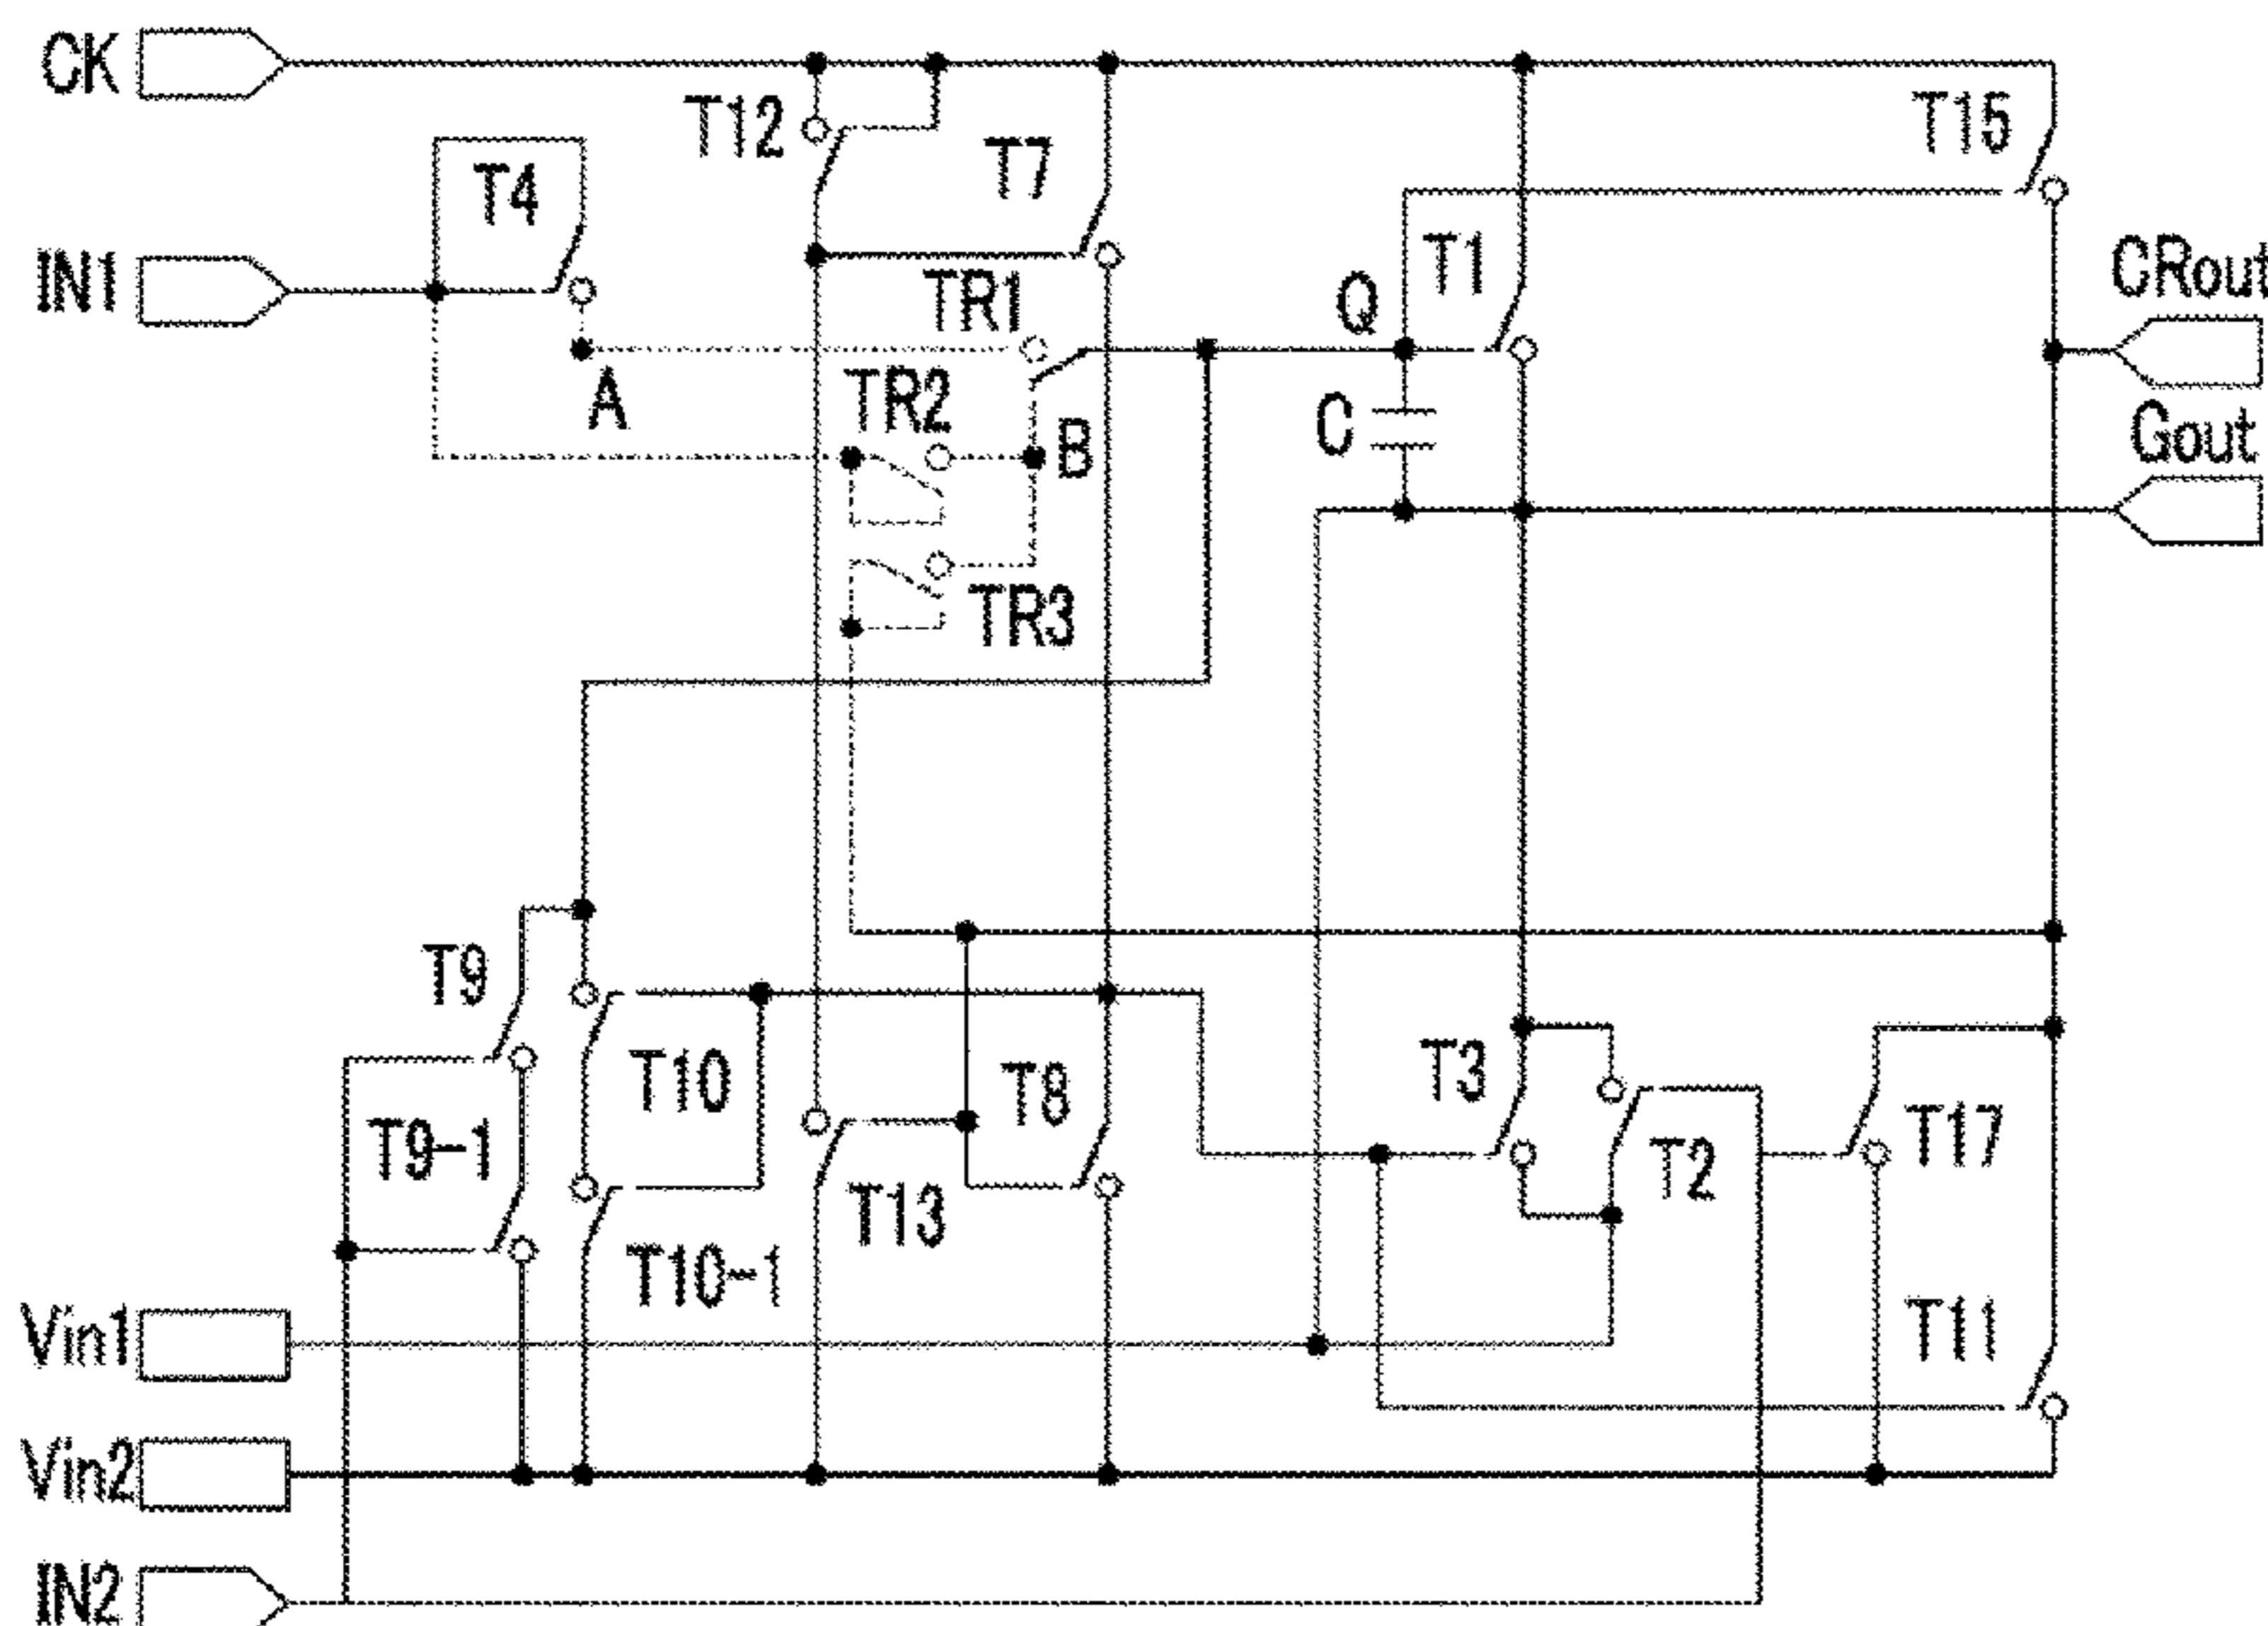 CK
T12
T7
T15
T4
IN1
TR1
Q
T1
CRout
A
TR2
B
C
Gout
TR3
T9
T10
T8
T3
T9-1
T2
T17
T13
T10-1
Vin1
T11
Vin2
IN2